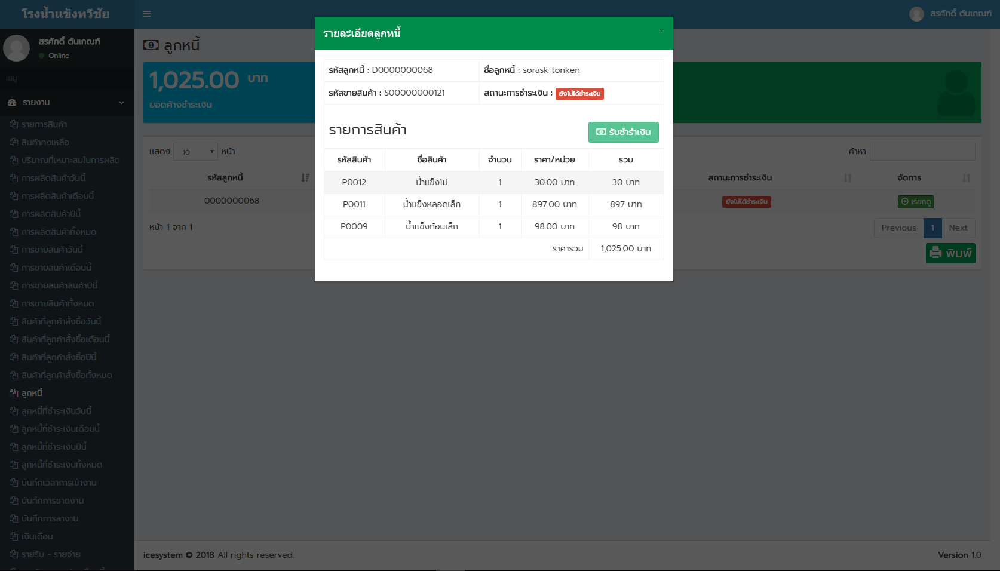 โรงน้ำแข็งทวีชัย
สรศักดิ์ ตันเกณฑ์
สรศักดิ์ ตันเกณฑ์
Online
เมนู
รายงาน
รายการสินค้า
สินค้าคงเหลือ
ปริมาณที่เหมาะสมในการผลิต
การผลิตสินค้าวันนี้
การผลิตสินค้าเดือนนี้
การผลิตสินค้าปีนี้
การผลิตสินค้าทั้งหมด
การขายสินค้าวันนี้
การขายสินค้าเดือนนี้
การขายสินค้าสินค้าปีนี้
การขายสินค้าทั้งหมด
สินค้าที่ลูกค้าสั้งซื้อวันนี้
สินค้าที่ลูกค้าสั้งซื้อเดือนนี้
สินค้าที่ลูกค้าสั้งซื้อปีนี้
สินค้าที่ลูกค้าสั้งซื้อทั้งหมด
ลูกหนี้
ลูกหนี้ที่ชำระเงินวันนี้
ลูกหนี้ที่ชำระเงินเดือนนี้
ลูกหนี้ที่ชำระเงินปีนี้
ลูกหนี้ที่ชำระเงินทั้งหมด
บันทึกเวลาการเข้างาน
บันทึกการขาดงาน
บันทึกการลางาน
เงินเดือน
รายรับ - รายจ่าย
ลูกหนี้
1,025.00 บาท
ยอดค้างชำระเงิน
แสดง 10 หน้า
ค้าหา
รหัสลูกหนี้ สถานะการชำระเงิน จัดการ
0000000068 ยังไม่ได้ชำระเงิน เรียกดู
หน้า 1 จาก 1
Previous 1 Next
พิมพ์
รายละเอียดลูกหนี้ ×
รหัสลูกหนี้ : D0000000068 ชื่อลูกหนี้ : sorask tonken
รหัสขายสินค้า : S00000000121 สถานะการชำระเงิน : ยังไม่ได้ชำระเงิน
รายการสินค้า รับชำรำเงิน
รหัสสินค้า ชื่อสินค้า จำนวน ราคา/หน่วย รวม
P0012 น้ำแข็งโม่ 1 30.00 บาท 30 บาท
P0011 น้ำแข็งหลอดเล็ก 1 897.00 บาท 897 บาท
P0009 น้ำแข็งก้อนเล็ก 1 98.00 บาท 98 บาท
ราคารวม 1,025.00 บาท
icesystem © 2018 All rights reserved.
Version 1.0